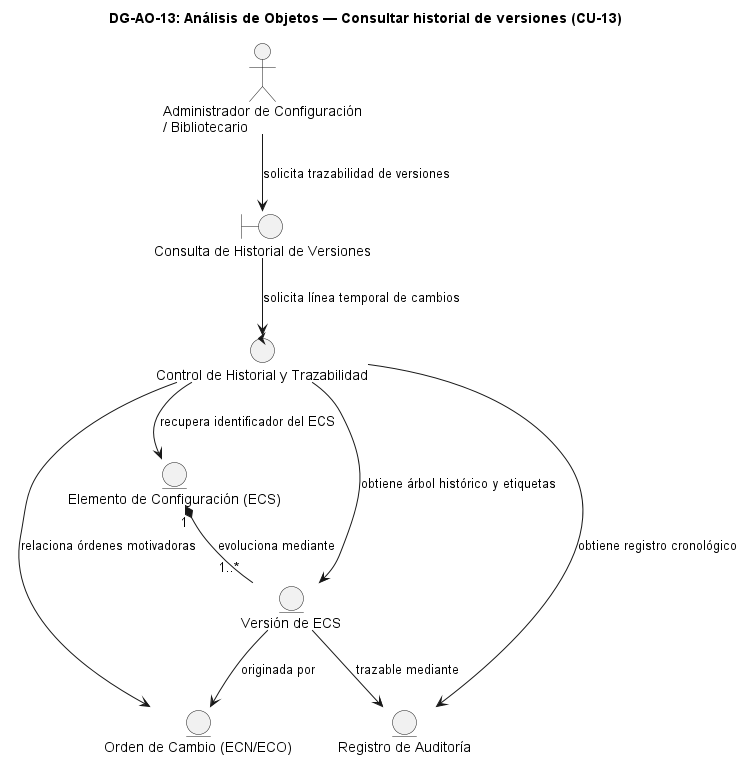 DG-AO-13: Análisis de Objetos — Consultar historial de versiones (CU-13)
Administrador de Configuración
/ Bibliotecario
solicita trazabilidad de versiones
Consulta de Historial de Versiones
solicita línea temporal de cambios
Control de Historial y Trazabilidad
recupera identificador del ECS
obtiene árbol histórico y etiquetas
Elemento de Configuración (ECS)
1
relaciona órdenes motivadoras
evoluciona mediante
obtiene registro cronológico
1..*
Versión de ECS
originada por
trazable mediante
Orden de Cambio (ECN/ECO)
Registro de Auditoría